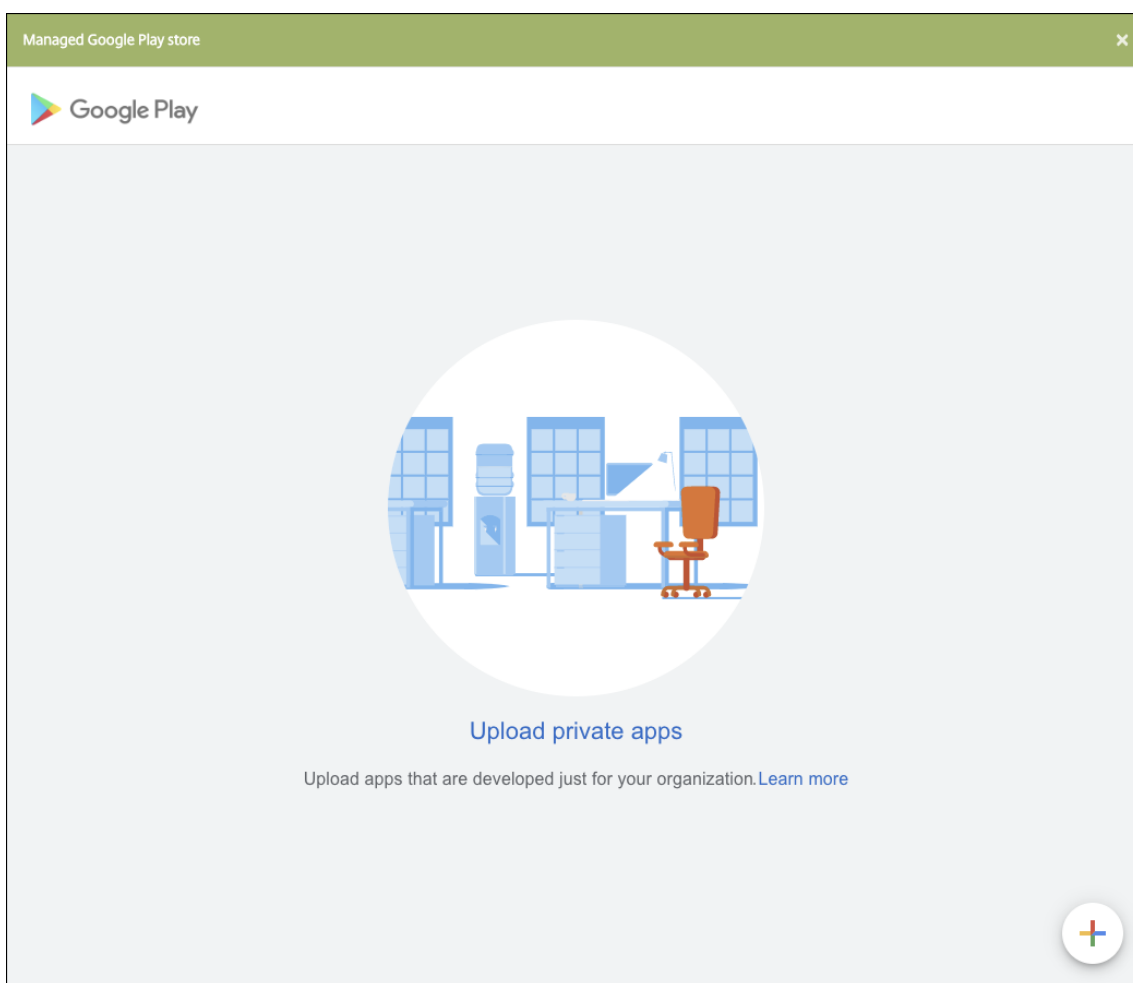 Managed Google Play store
Google Play
Upload private apps
Upload apps that are developed just for your organization. Learn more